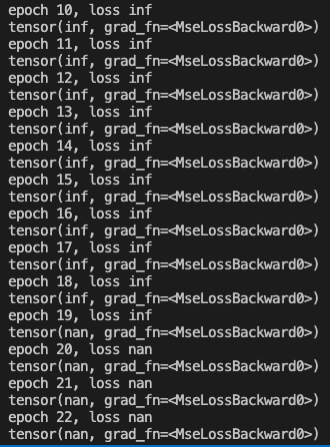 epoch 10, loss inf
tensor(inf, grad_fn=<MseLossBackward0>)
epoch 11, loss inf
tensor(inf, grad_fn=<MseLossBackward0>)
epoch 12, loss inf
tensor(inf, grad_fn=<MseLossBackward0>)
epoch 13, loss inf
tensor(inf, grad_fn=<MseLossBackward0>)
epoch 14, loss inf
tensor(inf, grad_fn=<MseLossBackward0>)
epoch 15, loss inf
tensor(inf, grad_fn=<MseLossBackward0>)
epoch 16, loss inf
tensor(inf, grad_fn=<MseLossBackward0>)
epoch 17, loss inf
tensor(inf, grad_fn=<MseLossBackward0>)
epoch 18, loss inf
tensor(inf, grad_fn=<MseLossBackward0>)
epoch 19, loss inf
tensor(nan, grad_fn=<MseLossBackward0>)
epoch 20, loss nan
tensor(nan, grad_fn=<MseLossBackward0>)
epoch 21, loss nan
tensor(nan, grad_fn=<MseLossBackward0>)
epoch 22, loss nan
tensor(nan, grad_fn=<MseLossBackward0>)